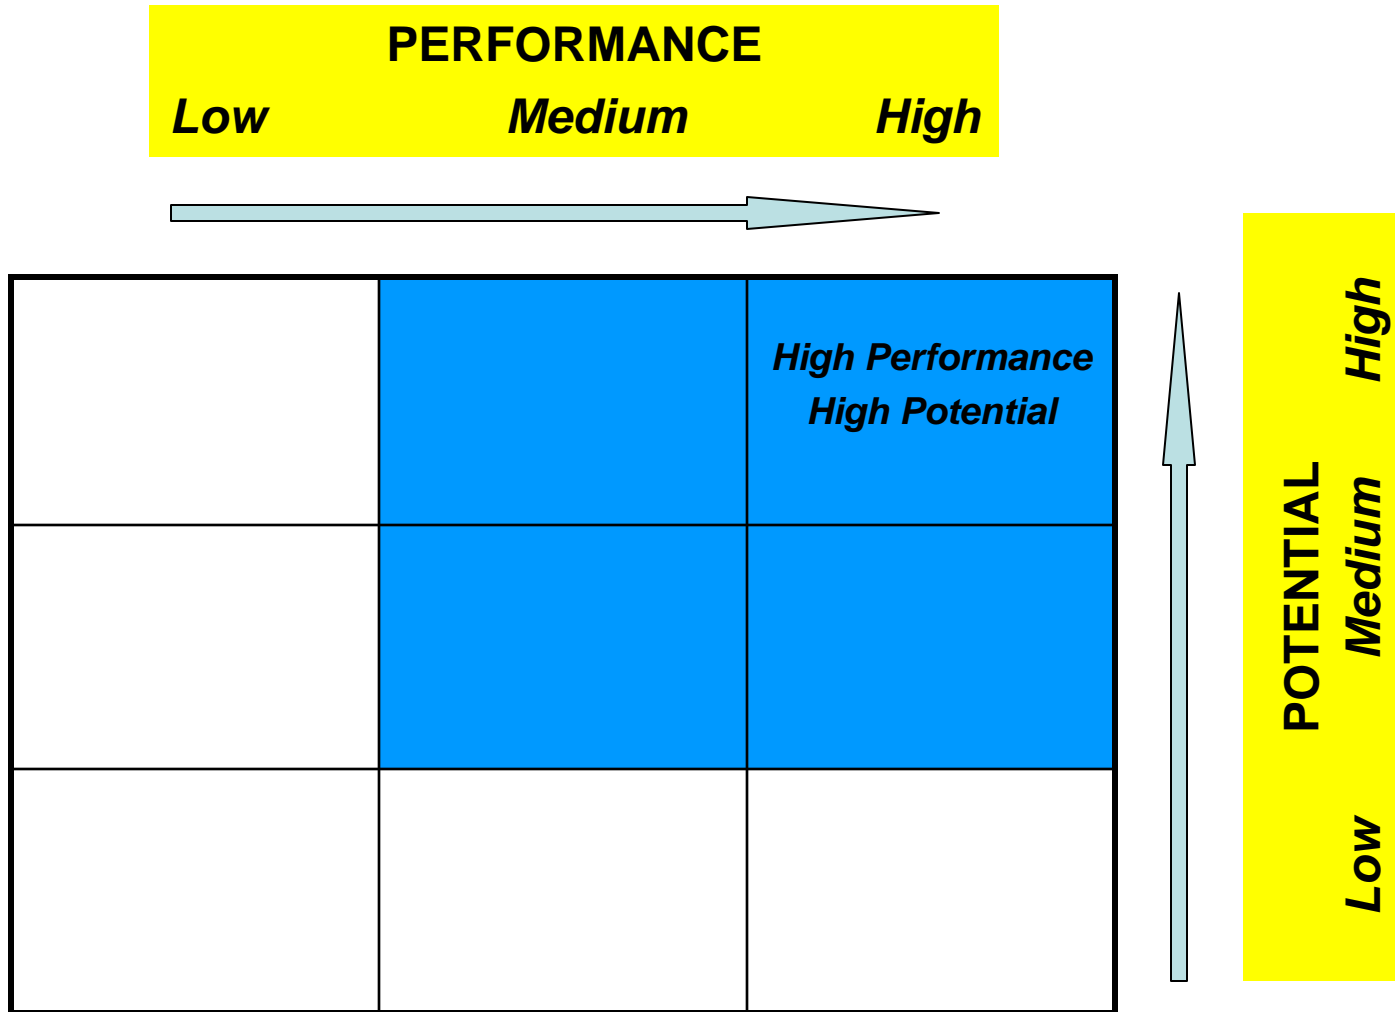 PERFORMANCE
Low Medium High
High Performance
High Potential
POTENTIAL
Low Medium High